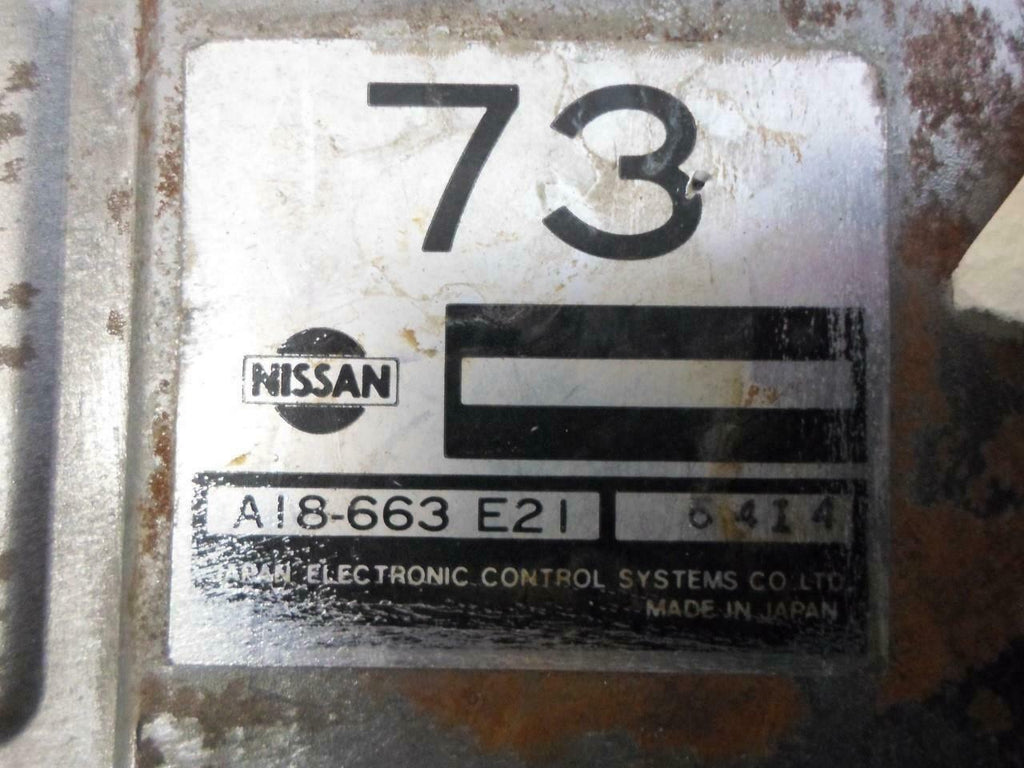 73
NISSAN
A18-663 E21 6414
JAPAN ELECTRONIC CONTROL SYSTEMS CO.LTD.
MADE IN JAPAN